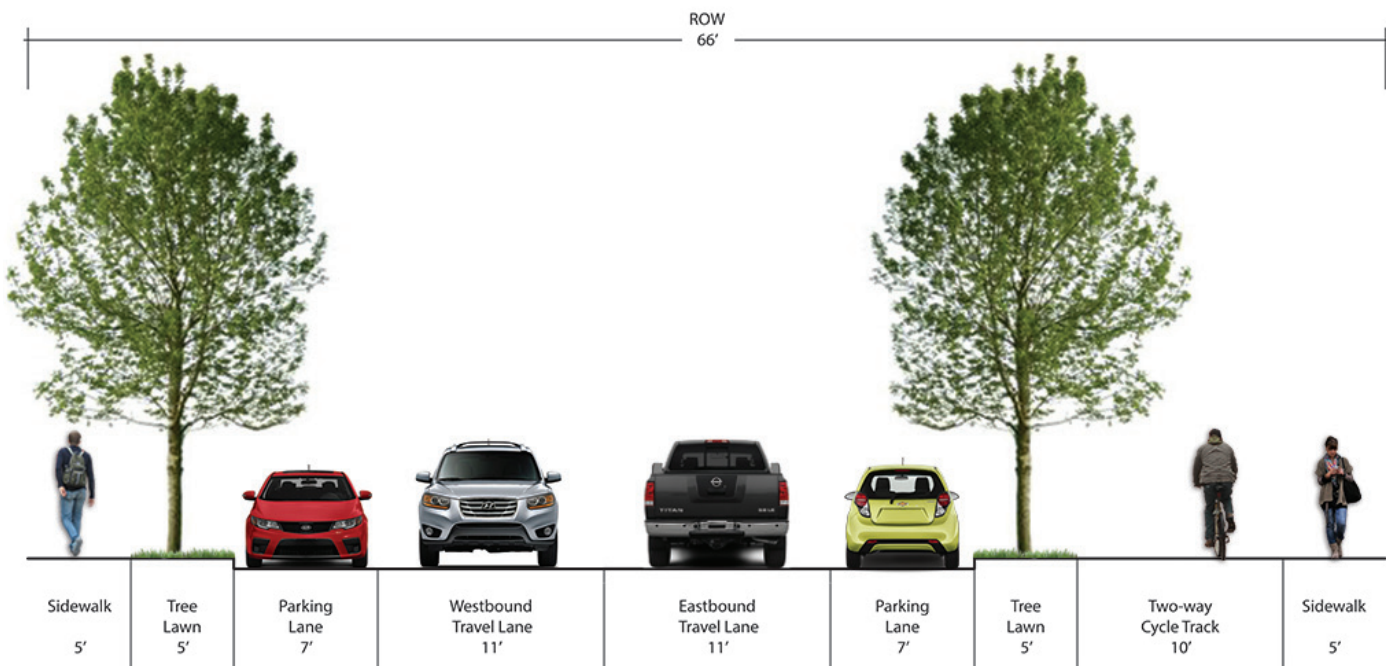 ROW
66’
TITAN
Sidewalk
5’
Tree
Lawn
5’
Parking
Lane
7’
Westbound
Travel Lane
11’
Eastbound
Travel Lane
11’
Parking
Lane
7’
Tree
Lawn
5’
Two-way
Cycle Track
10’
Sidewalk
5’